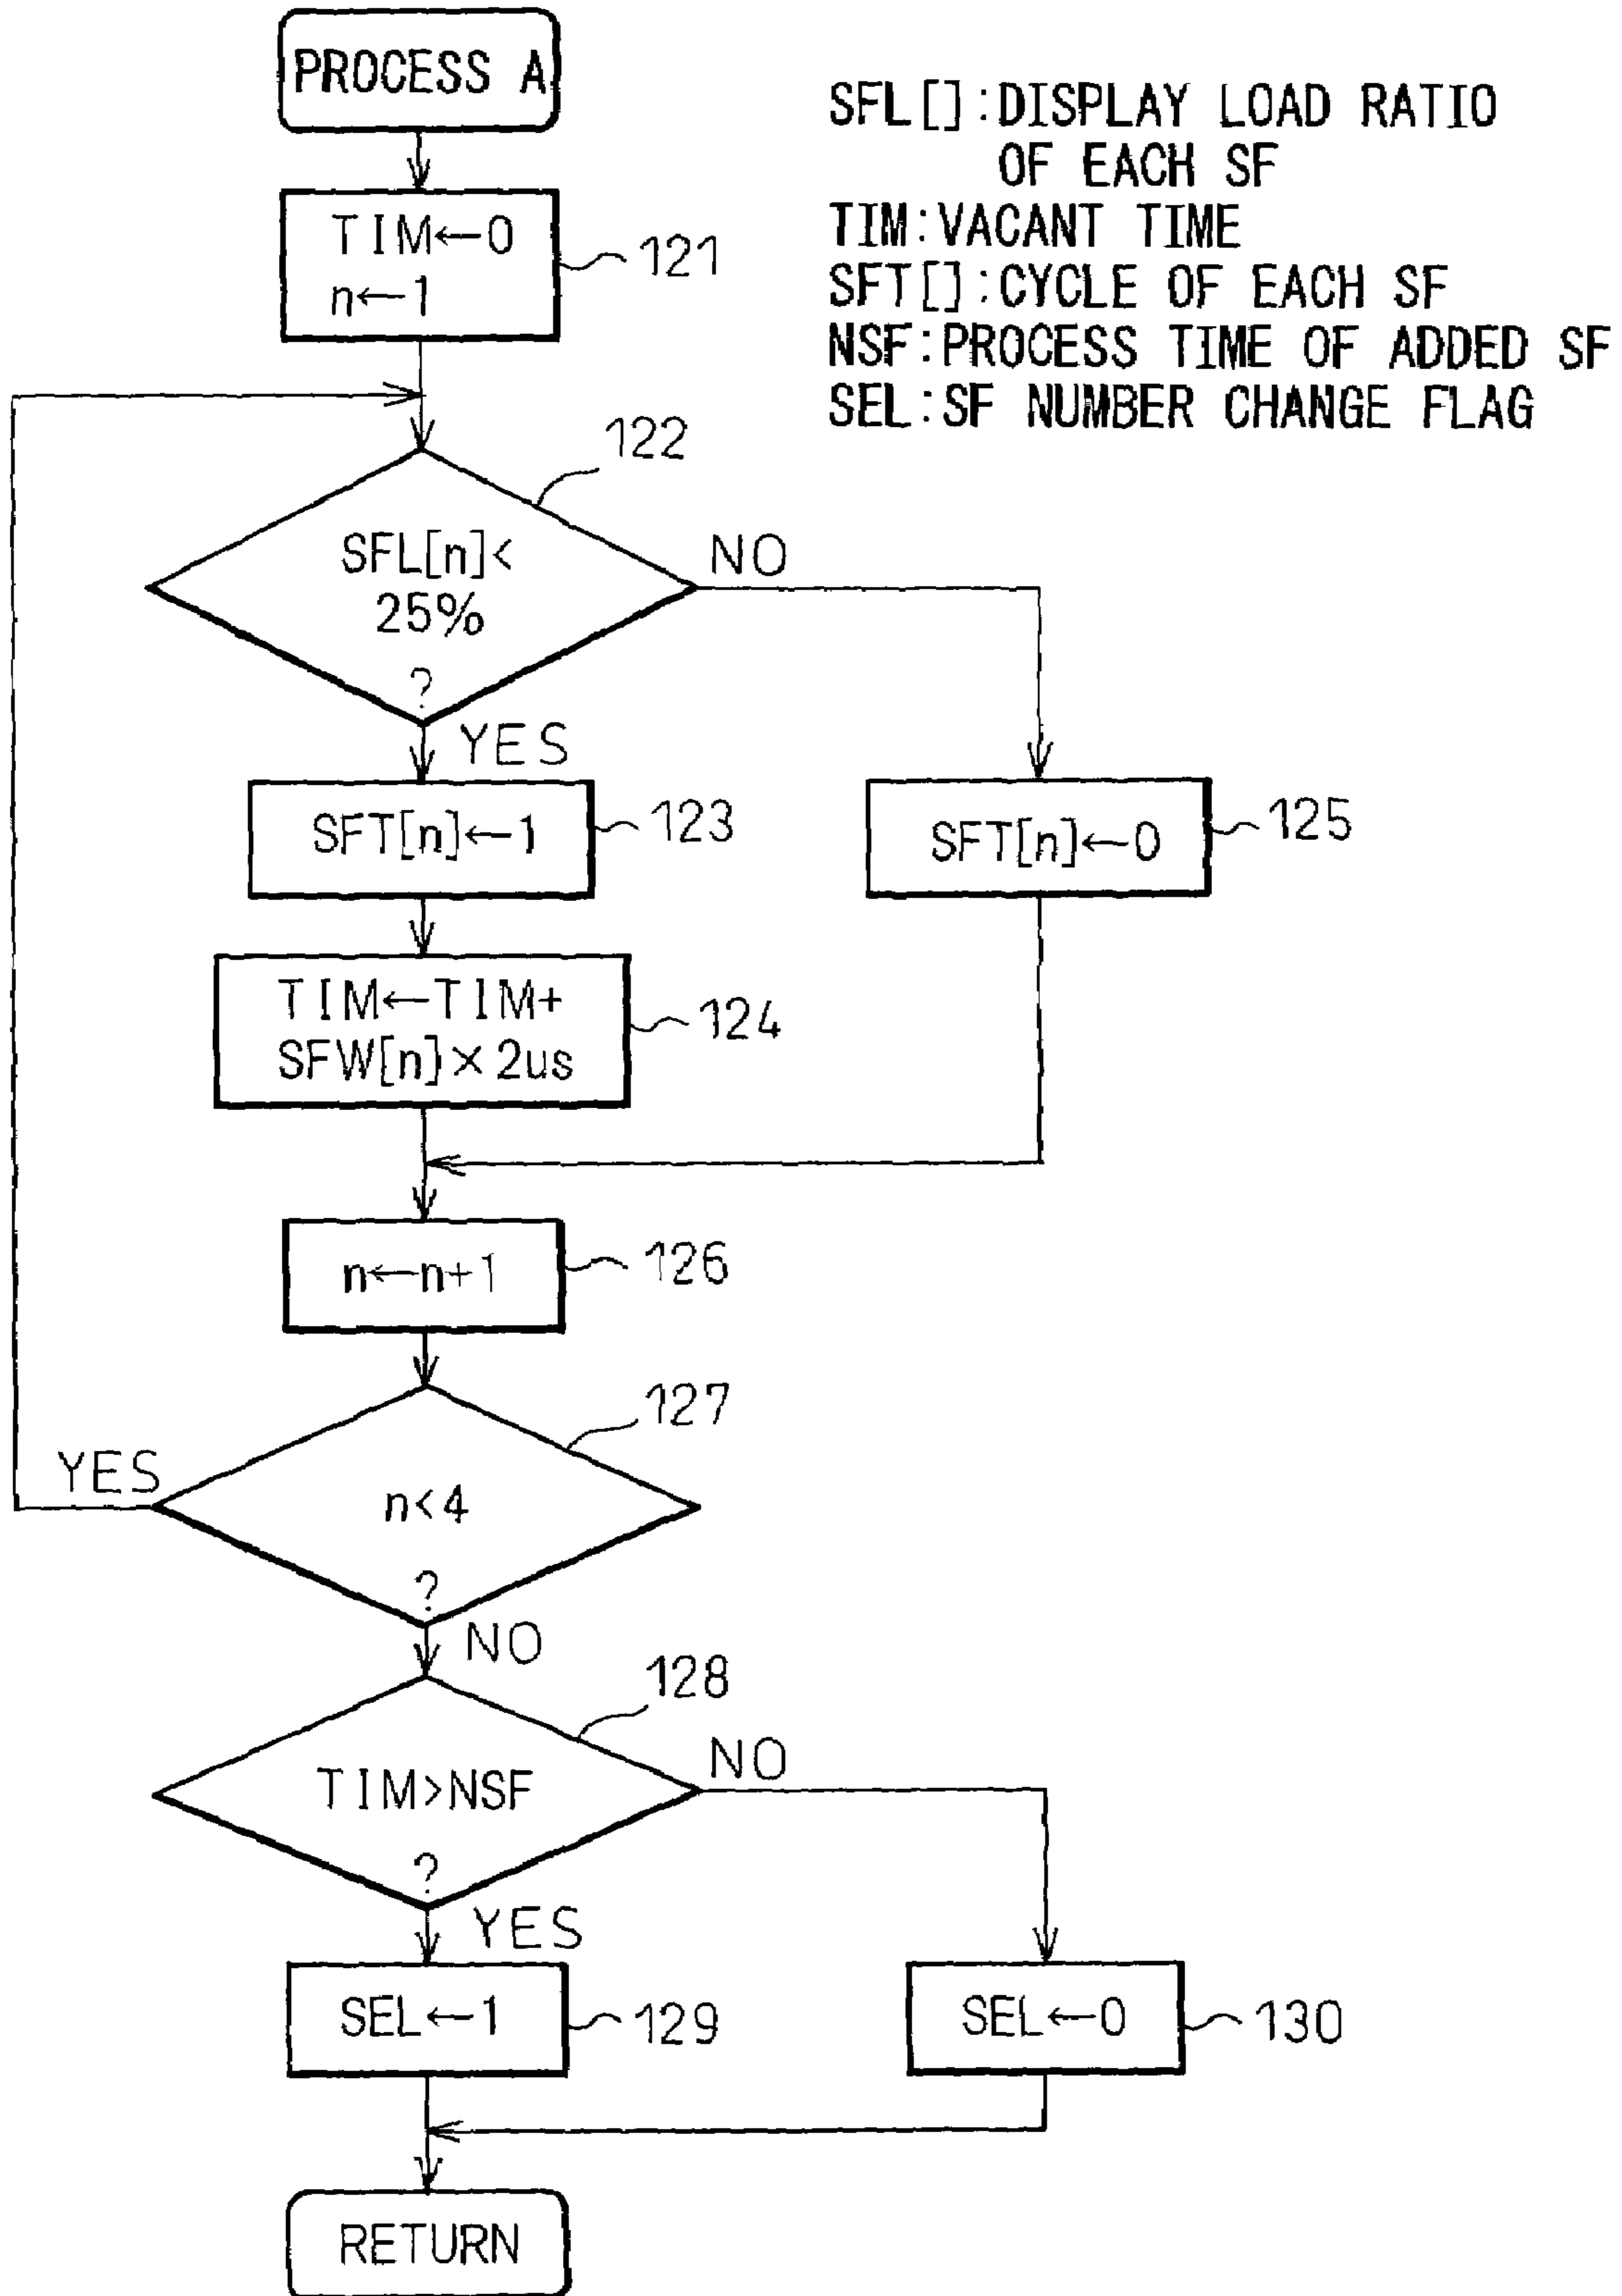 PROCESS A
SFL[]:DISPLAY LOAD RATIO
OF EACH SF
TIM:VACANT TIME
SFT[]:CYCLE OF EACH SF
NSF:PROCESS TIME OF ADDED SF
SEL:SF NUMBER CHANGE FLAG
TIM←0
n←1
121
122
SFL[n]<
25%
?
NO
YES
SFT[n]←1
123
SFT[n]←0
125
TIM←TIM+
SFW[n]×2us
124
n←n+1
126
127
YES
n<4
?
NO
128
TIM>NSF
?
NO
YES
SEL←1
129
SEL←0
130
RETURN